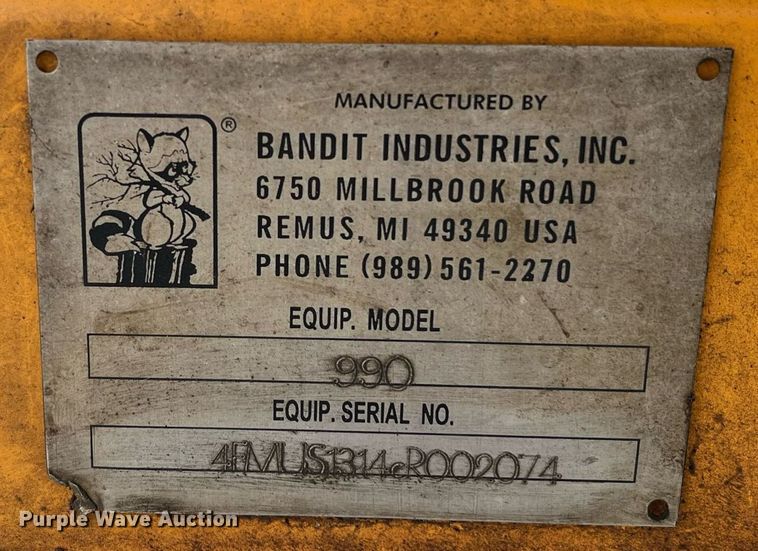 MANUFACTURED BY
®
BANDIT INDUSTRIES, INC.
6750 MILLBROOK ROAD
REMUS, MI 49340 USA
PHONE (989) 561-2270
EQUIP. MODEL
990
EQUIP. SERIAL NO.
4FMUS1314cR002074
Purple Wave Auction